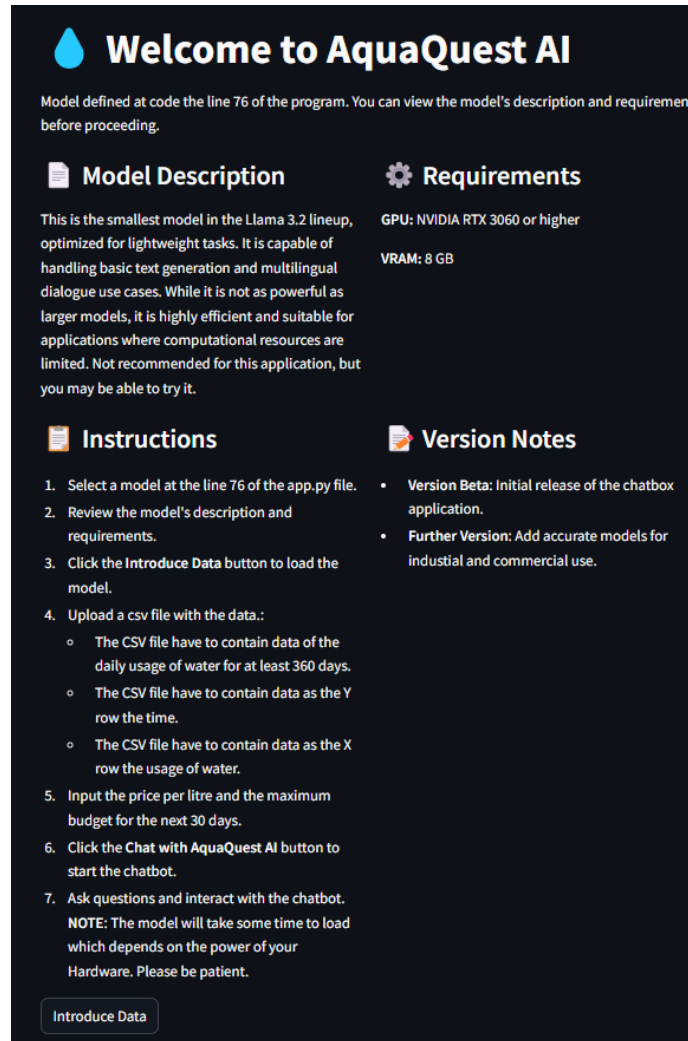 Welcome to AquaQuest AI
Model defined at code the line 76 of the program. You can view the model's description and requiremen
before proceeding.
Model Description
This is the smallest model in the Llama 3.2 lineup,
optimized for lightweight tasks. It is capable of
handling basic text generation and multilingual
dialogue use cases. While it is not as powerful as
larger models, it is highly efficient and suitable for
applications where computational resources are
limited. Not recommended for this application, but
you may be able to try it.
Requirements
GPU: NVIDIA RTX 3060 or higher
VRAM: 8 GB
Instructions
1. Select a model at the line 76 of the app.py file.
2. Review the model's description and
requirements.
3. Click the Introduce Data button to load the
model.
4. Upload a csv file with the data.:
The CSV file have to contain data of the
daily usage of water for at least 360 days.
The CSV file have to contain data as the Y
row the time.
The CSV file have to contain data as the X
row the usage of water.
5. Input the price per litre and the maximum
budget for the next 30 days.
6. Click the Chat with AquaQuest AI button to
start the chatbot.
7. Ask questions and interact with the chatbot.
NOTE: The model will take some time to load
which depends on the power of your
Hardware. Please be patient.
Version Notes
Version Beta: Initial release of the chatbox
application.
Further Version: Add accurate models for
industial and commercial use.
Introduce Data